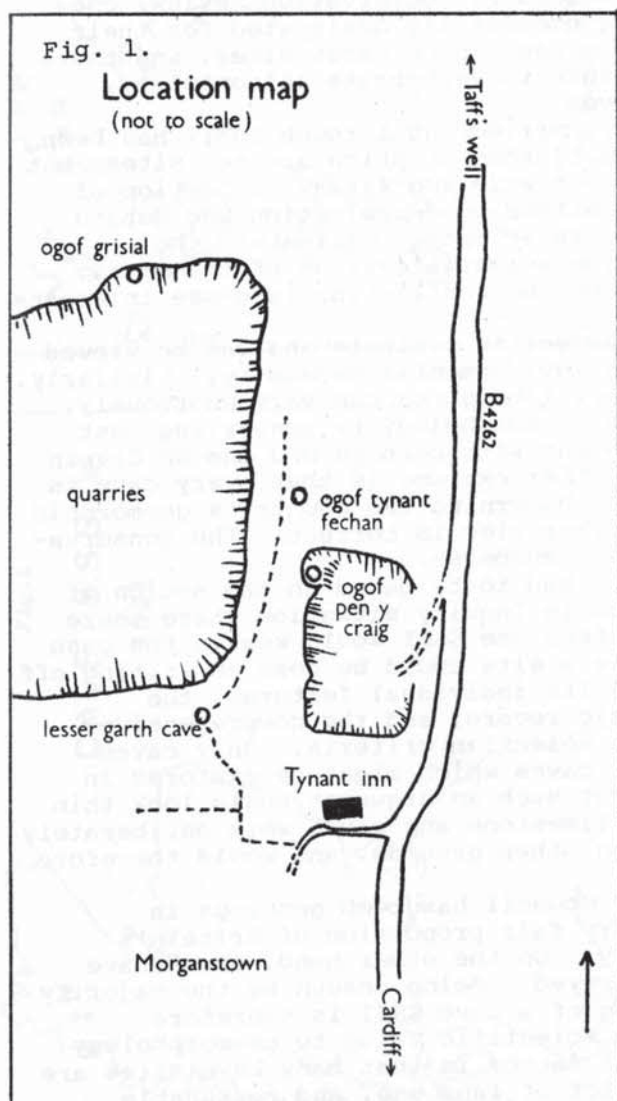 Fig. 1.
Location map
(not to scale)
←Taff's well
ogof grisial
B4262
quarries
ogof tynant
fechan
ogof
pen y
craig
lesser garth cave
Tynant inn
Morganstown
Cardiff→